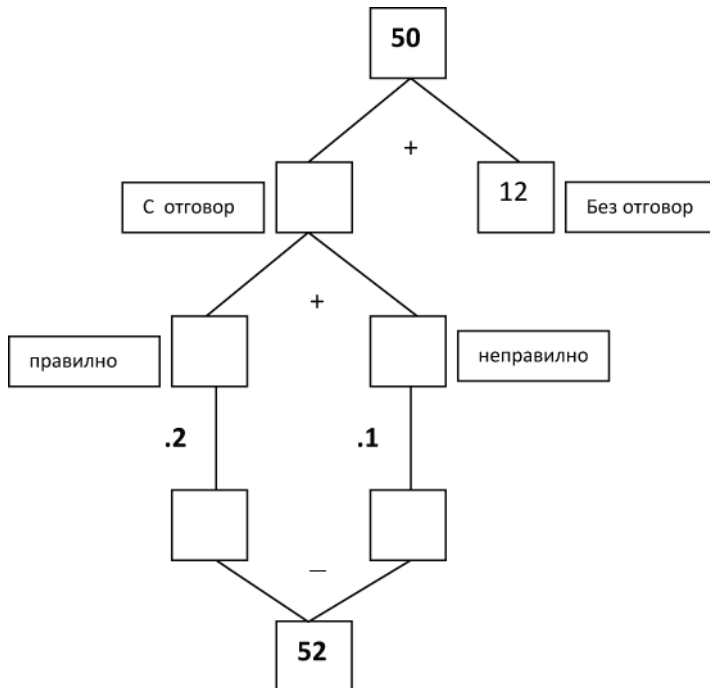 50
+
С отговор
12
Без отговор
+
правилно
неправилно
.2
.1
_
52